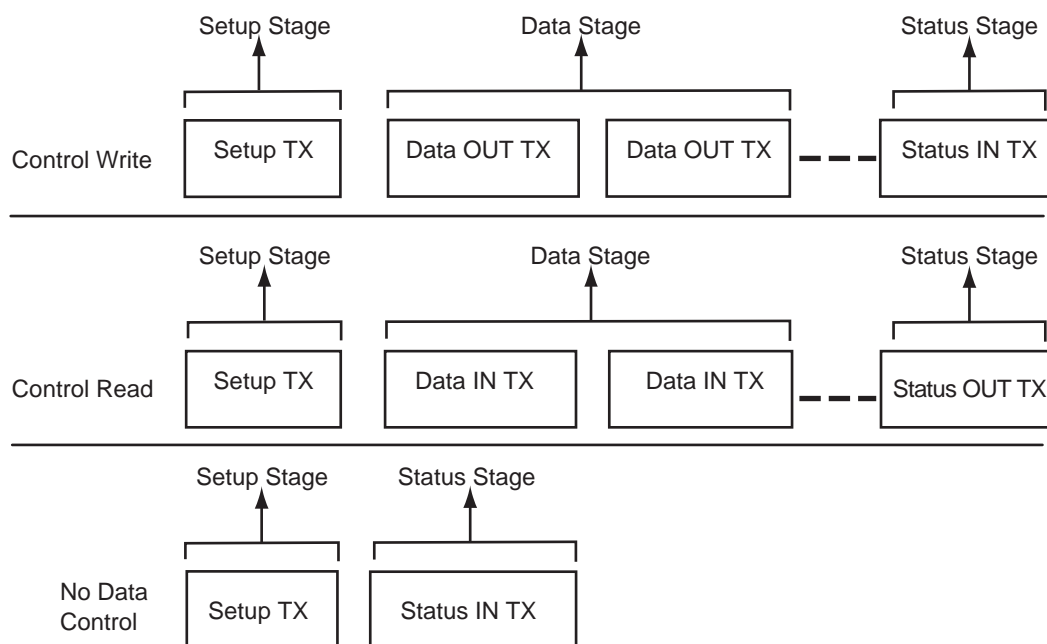 Setup Stage
Data Stage
Status Stage
Control Write
Setup TX
Data OUT TX
Data OUT TX
Status IN TX
Setup Stage
Data Stage
Status Stage
Control Read
Setup TX
Data IN TX
Data IN TX
Status OUT TX
Setup Stage
Status Stage
No Data
Control
Setup TX
Status IN TX